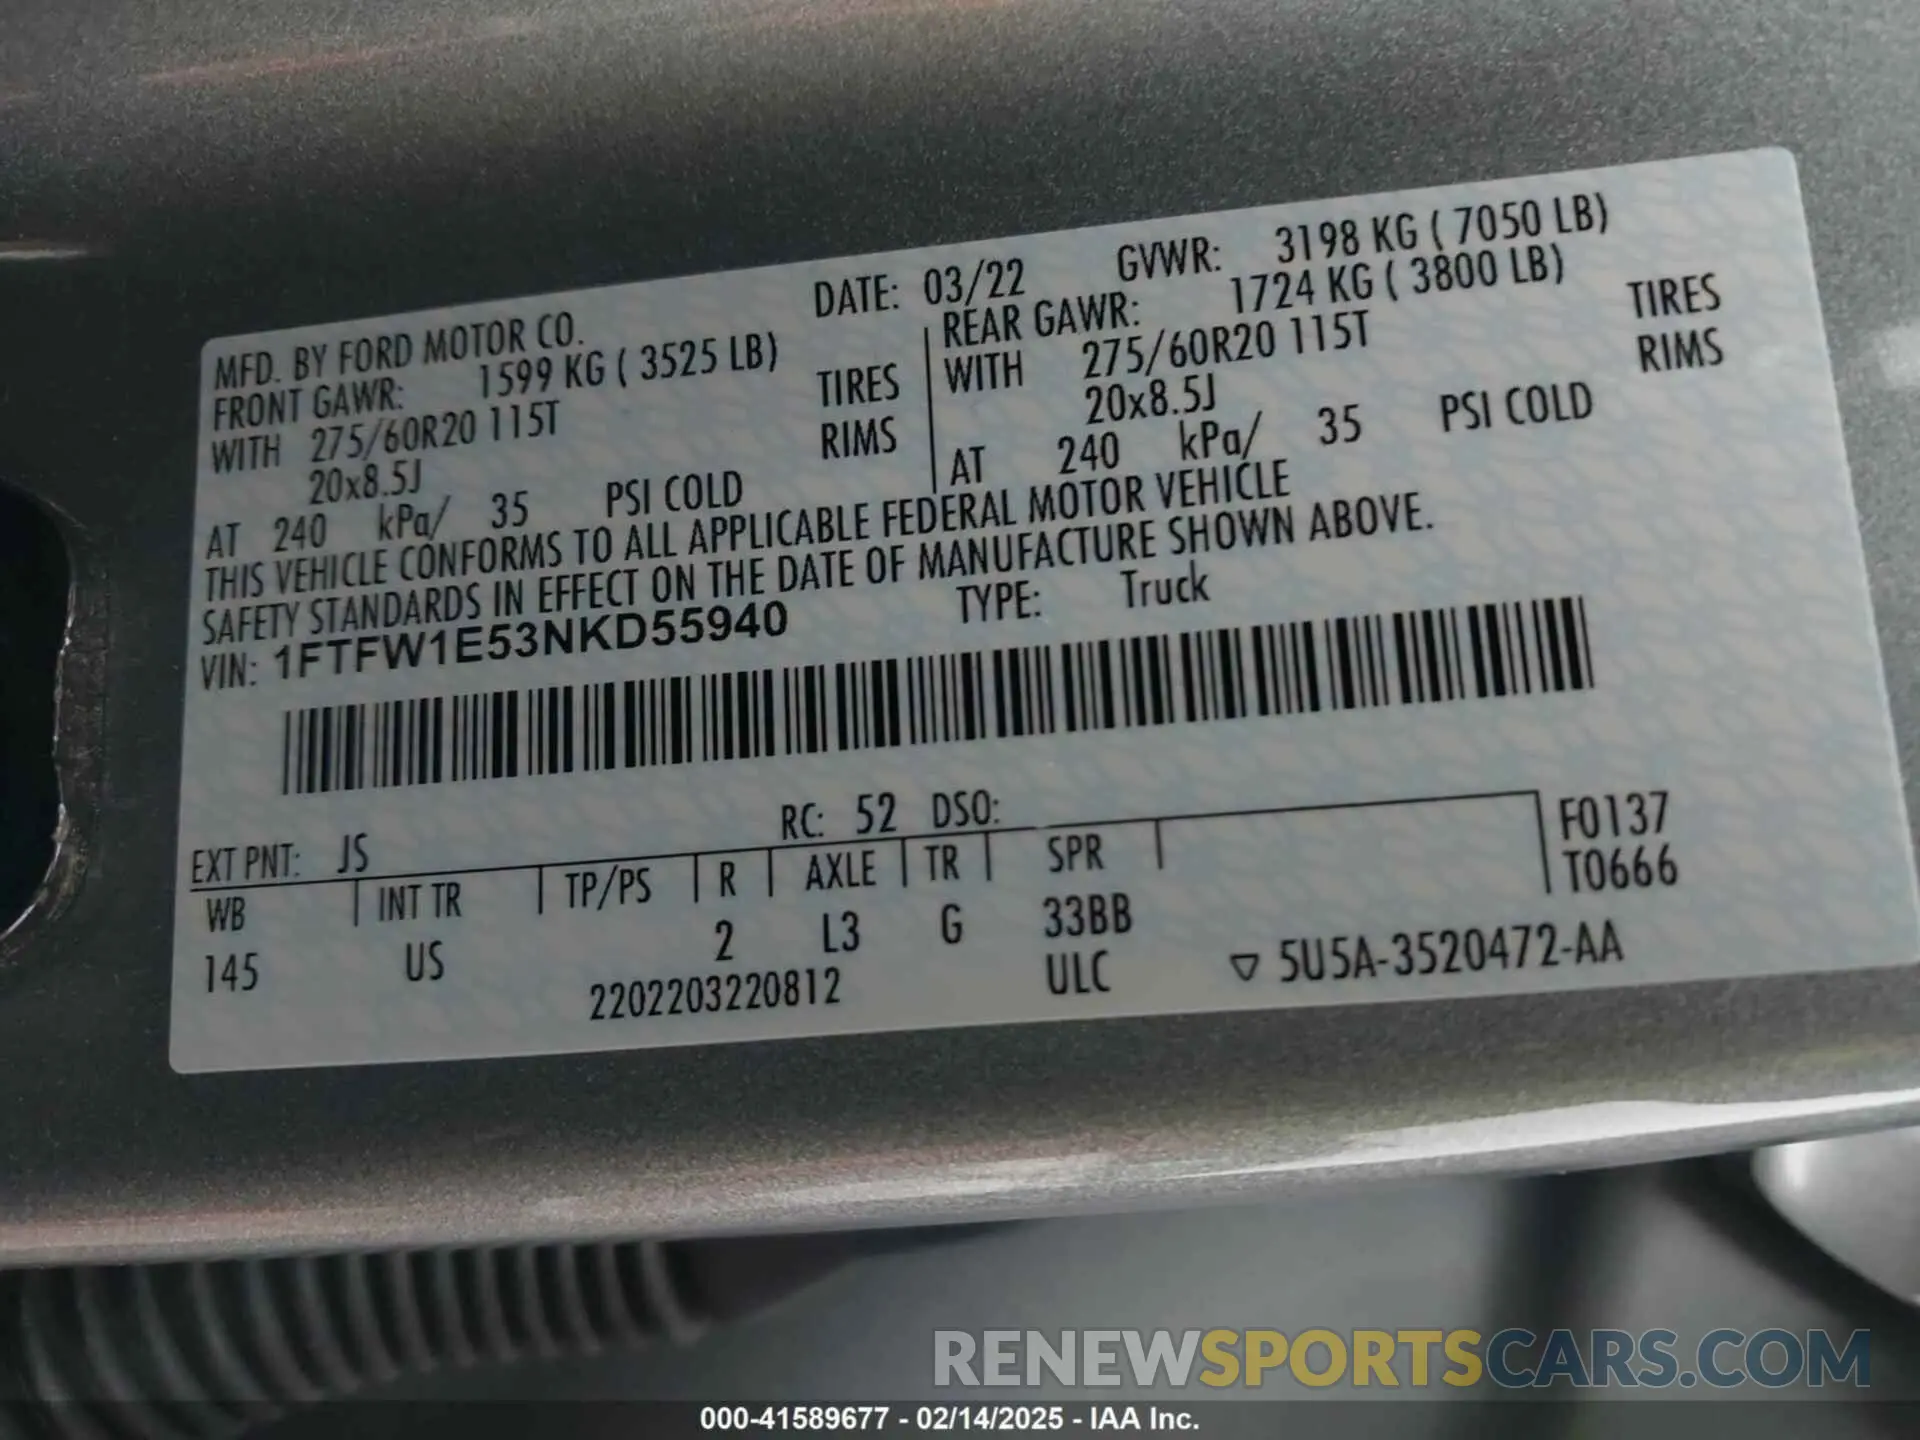 MFD. BY FORD MOTOR CO. DATE: 03/22 GVWR: 3198 KG ( 7050 LB)
FRONT GAWR: 1599 KG ( 3525 LB) REAR GAWR: 1724 KG ( 3800 LB)
WITH 275/60R20 115T TIRES WITH 275/60R20 115T TIRES
20x8.5J RIMS 20x8.5J RIMS
AT 240 kPa/ 35 PSI COLD AT 240 kPa/ 35 PSI COLD
THIS VEHICLE CONFORMS TO ALL APPLICABLE FEDERAL MOTOR VEHICLE
SAFETY STANDARDS IN EFFECT ON THE DATE OF MANUFACTURE SHOWN ABOVE.
VIN: 1FTFW1E53NKD55940 TYPE: Truck
EXT PNT: JS RC: 52 DSO: F0137
WB INT TR TP/PS R AXLE TR SPR T0666
145 US 2 L3 G 33BB
2202203220812 ULC ▽ 5U5A-3520472-AA
RENEWSPORTSCARS.COM
000-41589677 - 02/14/2025 - IAA Inc.